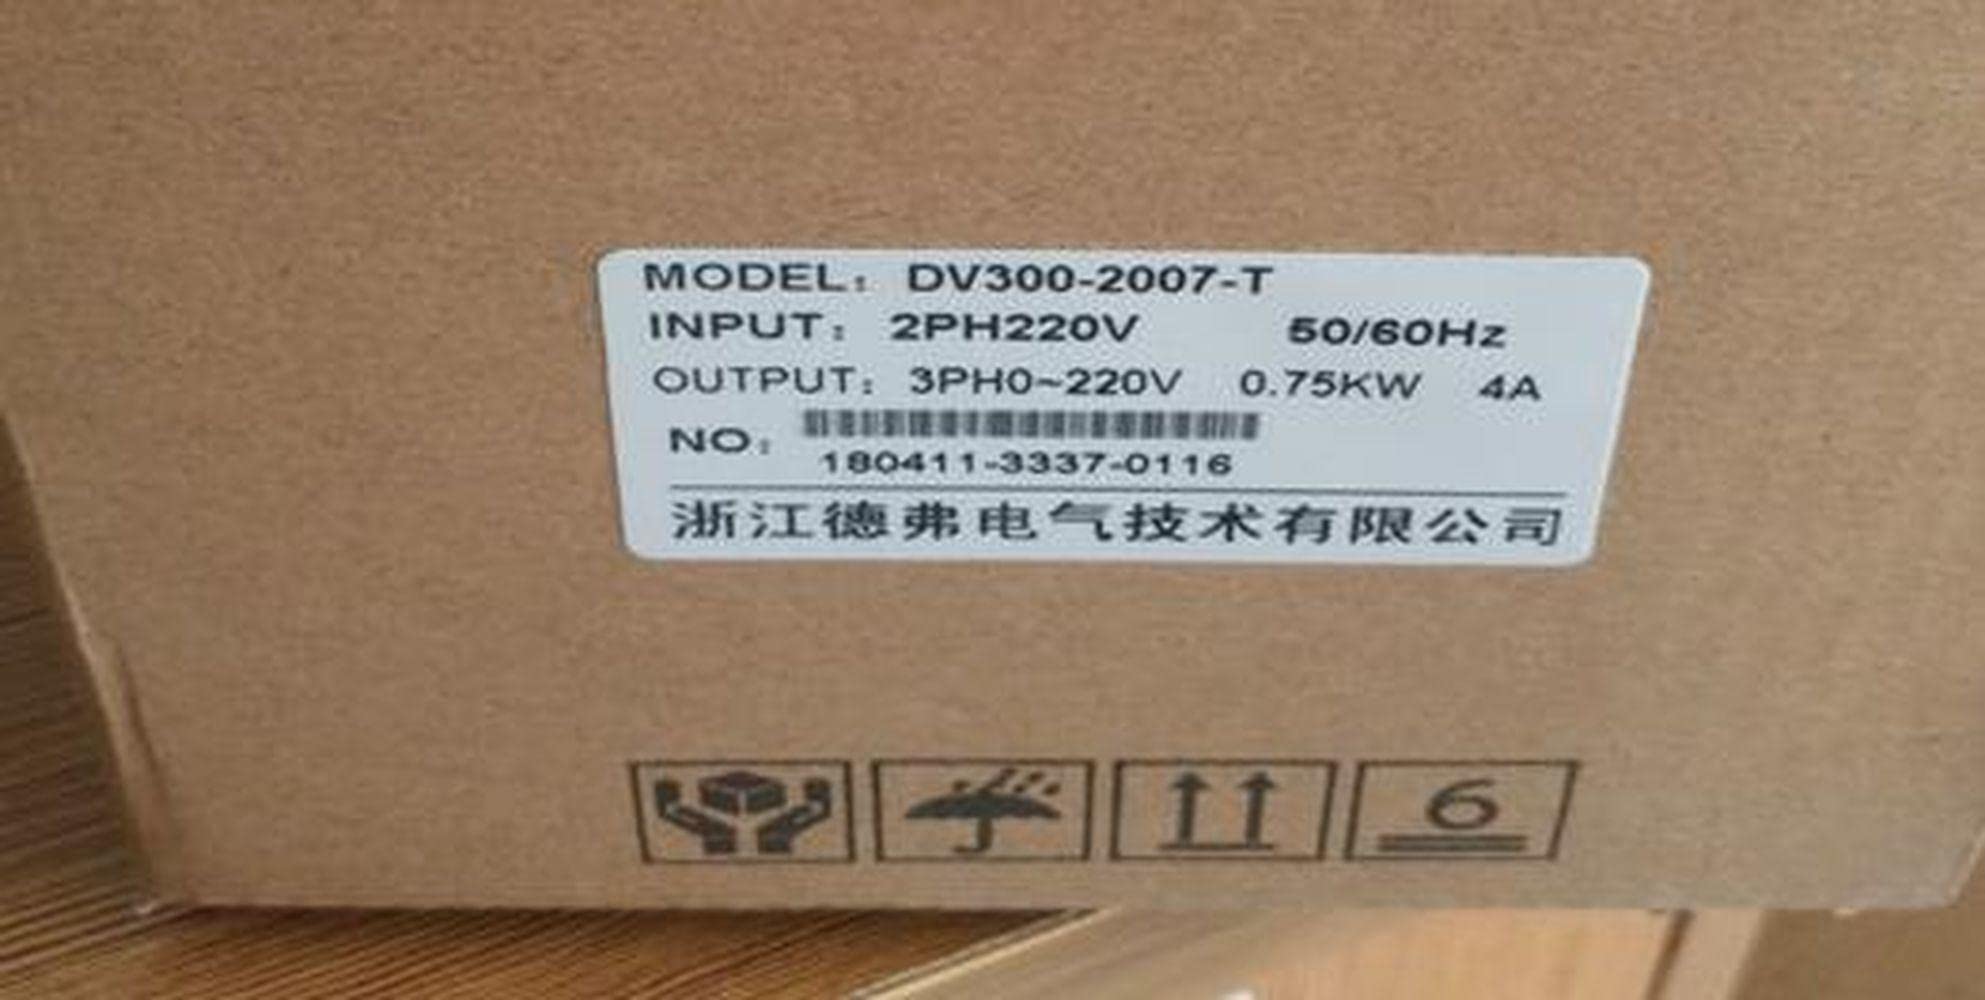 MODEL： DV300-2007-T
INPUT： 2PH220V 50/60Hz
OUTPUT： 3PH0~220V 0.75KW 4A
NO：
180411-3337-0116
浙江德弗电气技术有限公司
6